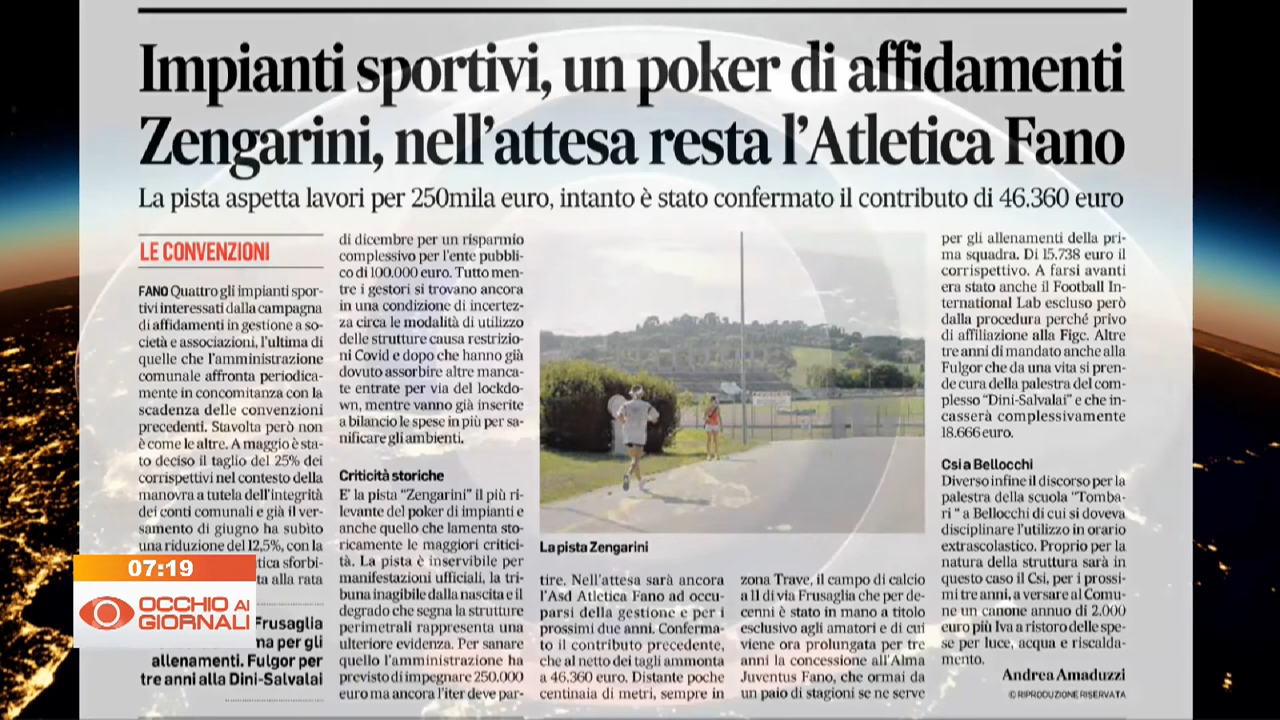 Impianti sportivi, un poker di affidamenti
Zengarini, nell'attesa resta l'Atletica Fano
La pista aspetta lavori per 250mila euro, intanto è stato confermato il contributo di 46.360 euro
LE CONVENZIONI
FANO Quattro gli impianti spor-
tivi interessati dalla campagna
di affidamenti in gestione a so-
cietà e associazioni, l'ultima di
quelle che l'amministrazione
comunale affronta periodica-
mente in concomitanza con la
scadenza delle convenzioni
precedenti. Stavolta però non
è come le altre. A maggio è sta-
to deciso il taglio del 25% dei
corrispettivi nel contesto della
manovra a tutela dell'integrità
dei conti comunali e già il ver-
samento di giugno ha subito
una riduzione del 12,5%, con la
tica sforbi-
ta alla rata
Frusaglia
ma per gli
allenamenti. Fulgor per
tre anni alla Dini-Salvalai
di dicembre per un risparmio
complessivo per l'ente pubbli-
co di 100.000 euro. Tutto men-
tre i gestori si trovano ancora
in una condizione di incertez-
za circa le modalità di utilizzo
delle strutture causa restrizio-
ni Covid e dopo che hanno già
dovuto assorbire altre manca-
te entrate per via del lockdo-
wn, mentre vanno già inserite
a bilancio le spese in più per sa-
nificare gli ambienti.
Criticità storiche
E' la pista "Zengarini" il più ri-
levante del poker di impianti e
anche quello che lamenta sto-
ricamente le maggiori critici-
tà. La pista è inservibile per
manifestazioni ufficiali, la tri-
buna inagibile dalla nascita e il
degrado che segna la strutture
perimetrali rappresenta una
ulteriore evidenza. Per sanare
quello l'amministrazione ha
previsto di impegnare 250.000
euro ma ancora l'iter deve par-
La pista Zengarini
tire. Nell'attesa sarà ancora
l'Asd Atletica Fano ad occu-
parsi della gestione e per i
prossimi due anni. Conferma-
to il contributo precedente,
che al netto dei tagli ammonta
a 46.360 euro. Distante poche
centinaia di metri, sempre in
zona Trave, il campo di calcio
a 11 di via Frusaglia che per de-
cenni è stato in mano a titolo
esclusivo agli amatori e di cui
viene ora prolungata per tre
anni la concessione all'Alma
Juventus Fano, che ormai da
un paio di stagioni se ne serve
per gli allenamenti della pri-
ma squadra. Di 15.738 euro il
corrispettivo. A farsi avanti
era stato anche il Football In-
ternational Lab escluso però
dalla procedura perché privo
di affiliazione alla Figc. Altre
tre anni di mandato anche alla
Fulgor che da una vita si pren-
de cura della palestra del com-
plesso "Dini-Salvalai" e che in-
casserà complessivamente
18.666 euro.
Csi a Bellocchi
Diverso infine il discorso per la
palestra della scuola "Tomba-
ri " a Bellocchi di cui si doveva
disciplinare l'utilizzo in orario
extrascolastico. Proprio per la
natura della struttura sarà in
questo caso il Csi, per i prossi-
mi tre anni, a versare al Comu-
ne un canone annuo di 2.000
euro più Iva a ristoro delle spe-
se per luce, acqua e riscalda-
mento.
Andrea Amaduzzi
© RIPRODUZIONE RISERVATA
07:19
OCCHIO AI
GIORNALI